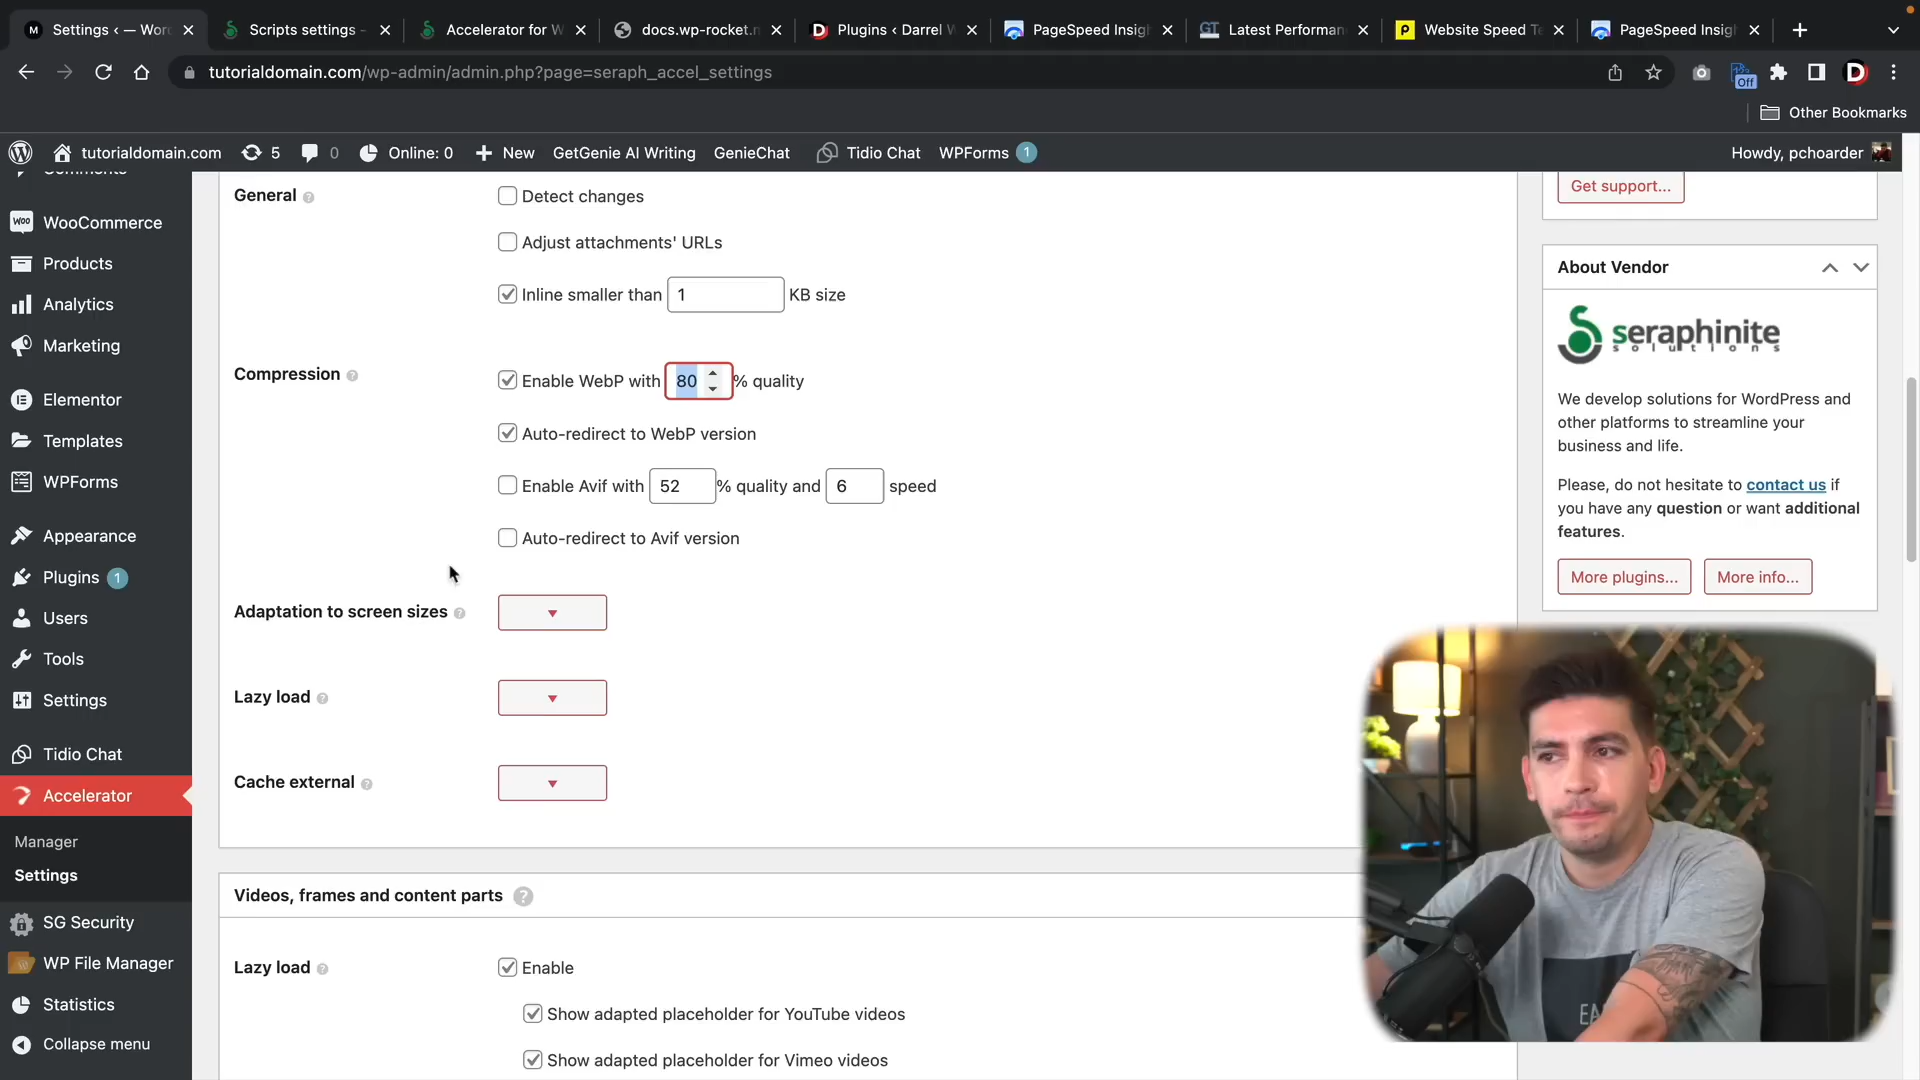 Settings ‹ — Wor
Scripts settings -
Accelerator for W
docs.wp-rocket.m
Plugins ‹ Darrel W
PageSpeed Insigh
Latest Performan
Website Speed Te
PageSpeed Insigh
tutorialdomain.com/wp-admin/admin.php?page=seraph_accel_settings
Off
Other Bookmarks
tutorialdomain.com
5
0
Online: 0
New
GetGenie AI Writing
GenieChat
Tidio Chat
WPForms 1
Howdy, pchoarder
Comments
WooCommerce
Products
Analytics
Marketing
Elementor
Templates
WPForms
Appearance
Plugins 1
Users
Tools
Settings
Tidio Chat
Accelerator
Manager
Settings
SG Security
WP File Manager
Statistics
Collapse menu
General
Detect changes
Adjust attachments' URLs
Inline smaller than 1 KB size
Compression
Enable WebP with 80 % quality
Auto-redirect to WebP version
Enable Avif with 52 % quality and 6 speed
Auto-redirect to Avif version
Adaptation to screen sizes
Lazy load
Cache external
Videos, frames and content parts
Lazy load
Enable
Show adapted placeholder for YouTube videos
Show adapted placeholder for Vimeo videos
Get support...
About Vendor
seraphinite
solutions
We develop solutions for WordPress and
other platforms to streamline your
business and life.
Please, do not hesitate to contact us if
you have any question or want additional
features.
More plugins...
More info...